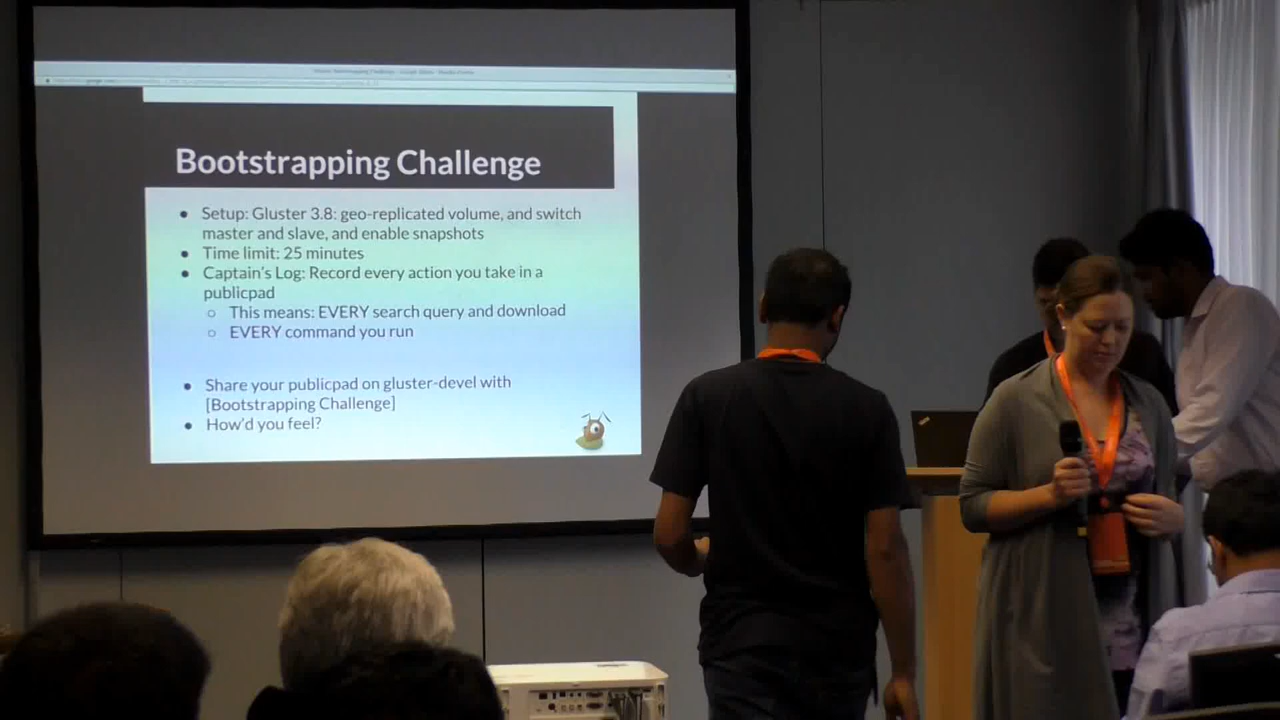 Bootstrapping Challenge
● Setup: Gluster 3.8: geo-replicated volume, and switch
master and slave, and enable snapshots
● Time limit: 25 minutes
● Captain's Log: Record every action you take in a
publicpad
○ This means: EVERY search query and download
○ EVERY command you run
● Share your publicpad on gluster-devel with
[Bootstrapping Challenge]
● How'd you feel?